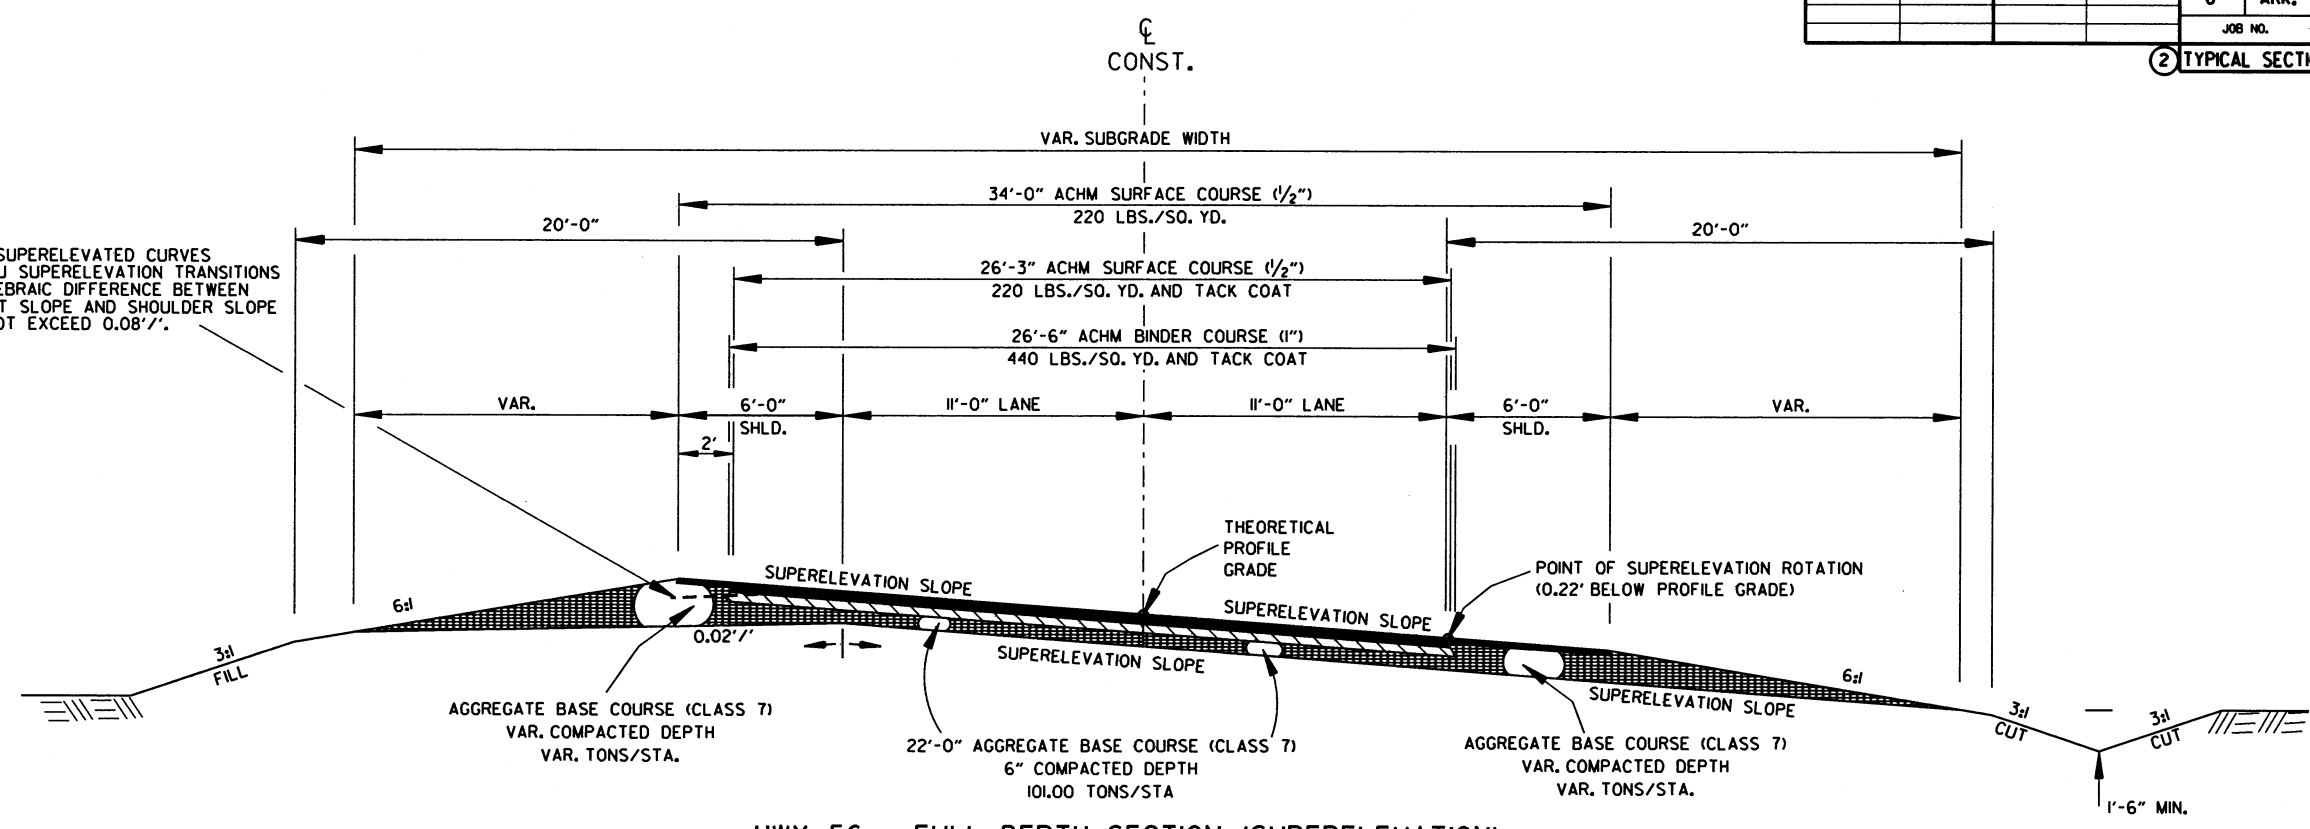 ARK.
JOB NO.
2 TYPICAL SECTI
℄
CONST.
VAR. SUBGRADE WIDTH
34'-0" ACHM SURFACE COURSE (1/2")
220 LBS./SQ. YD.
20'-0"
20'-0"
26'-3" ACHM SURFACE COURSE (1/2")
220 LBS./SQ. YD. AND TACK COAT
SUPERELEVATED CURVES
U SUPERELEVATION TRANSITIONS
EBRAIC DIFFERENCE BETWEEN
T SLOPE AND SHOULDER SLOPE
OT EXCEED 0.08'/'.
26'-6" ACHM BINDER COURSE (1")
440 LBS./SQ. YD. AND TACK COAT
VAR.
6'-0"
SHLD.
11'-0" LANE
11'-0" LANE
6'-0"
SHLD.
VAR.
2'
THEORETICAL
PROFILE
GRADE
POINT OF SUPERELEVATION ROTATION
(0.22' BELOW PROFILE GRADE)
SUPERELEVATION SLOPE
SUPERELEVATION SLOPE
6:1
0.02'/'
3:1
FILL
SUPERELEVATION SLOPE
6:1
SUPERELEVATION SLOPE
3:1
CUT
3:1
CUT
AGGREGATE BASE COURSE (CLASS 7)
VAR. COMPACTED DEPTH
VAR. TONS/STA.
22'-0" AGGREGATE BASE COURSE (CLASS 7)
6" COMPACTED DEPTH
101.00 TONS/STA
AGGREGATE BASE COURSE (CLASS 7)
VAR. COMPACTED DEPTH
VAR. TONS/STA.
1'-6" MIN.
HWY 56 - FULL DEPTH SECTION (SUPERELEVATION)